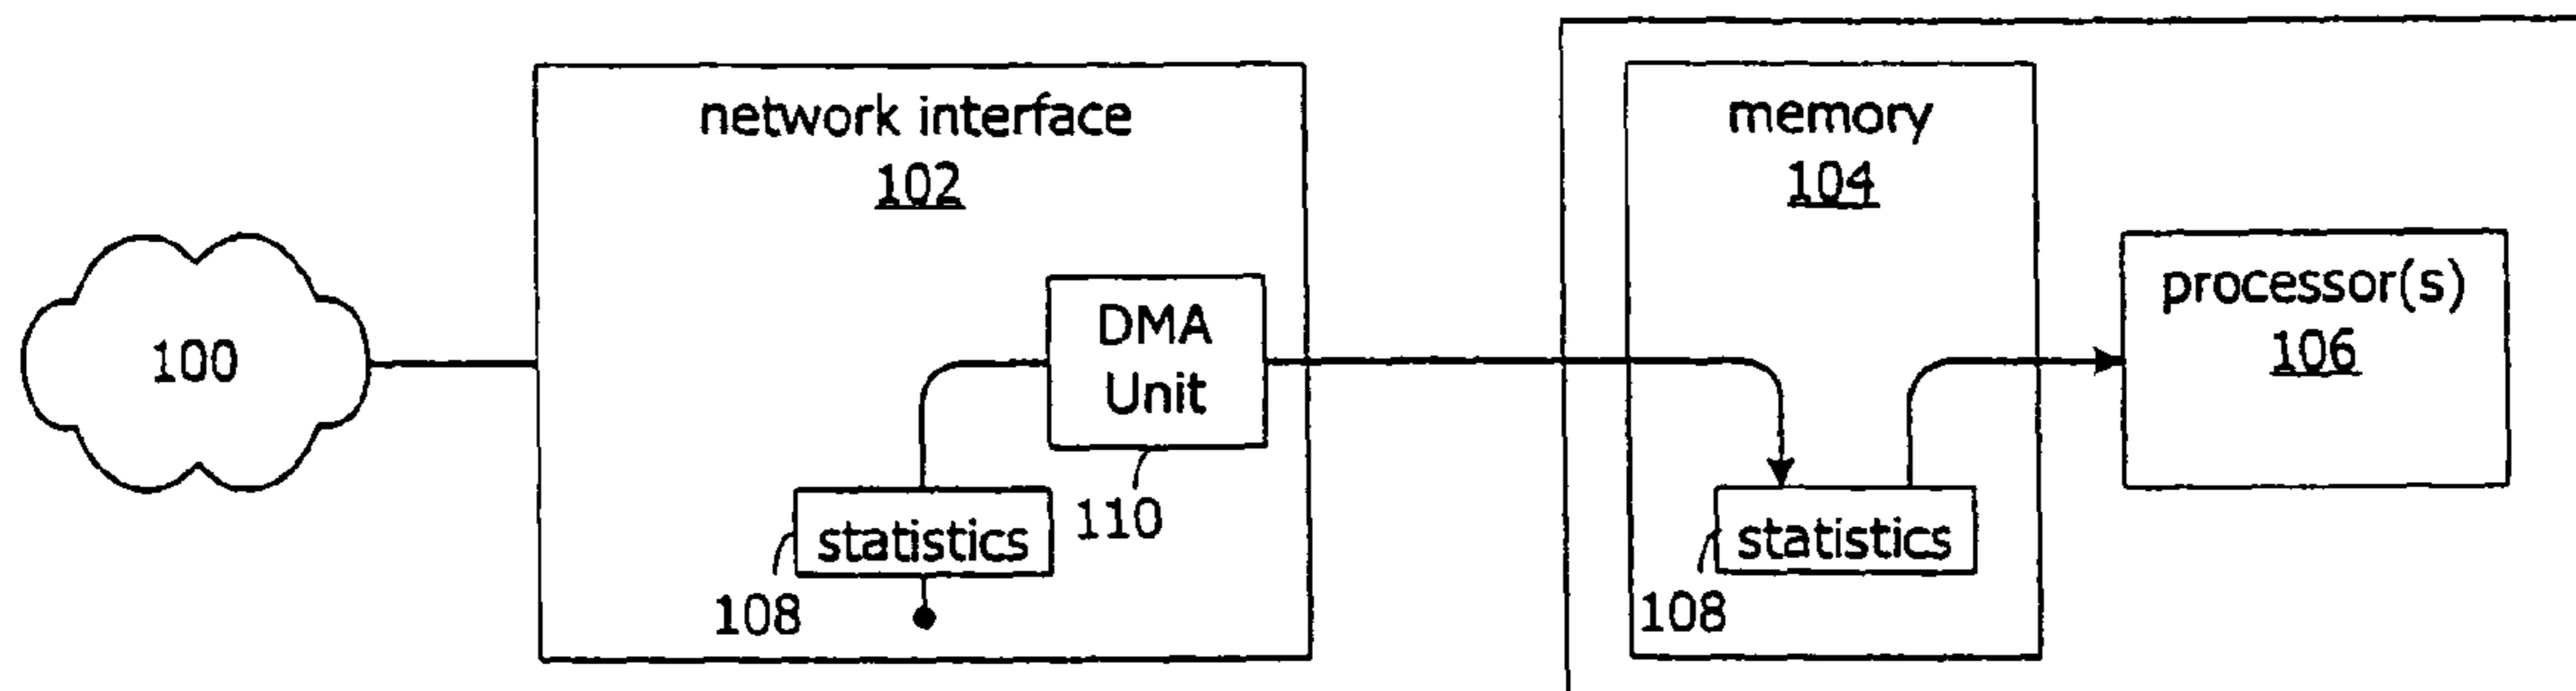 network interface
102
memory
104
processor(s)
106
100
DMA
Unit
110
statistics
108
statistics
108